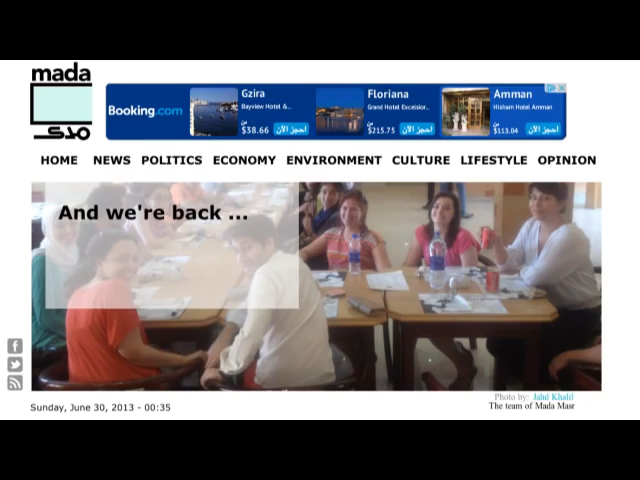 mada
مدى
Booking.com
Gzira
Bayview Hotel &..
من
$38.66
احجز الآن
Floriana
Grand Hotel Excelsior..
من
$215.75
احجز الآن
Amman
Hisham Hotel Amman
من
$113.04
احجز الآن
HOME NEWS POLITICS ECONOMY ENVIRONMENT CULTURE LIFESTYLE OPINION
And we're back ...
Photo by: Jahd Khalil
Sunday, June 30, 2013 - 00:35
The team of Mada Masr